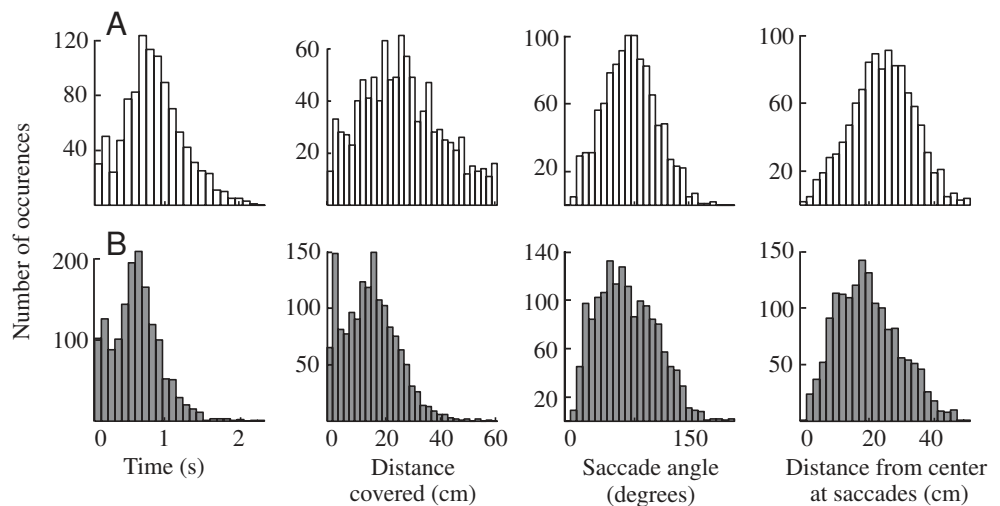 A
Number of occurences
120
80
40
60
40
20
100
60
20
100
60
20
B
200
100
0 1 2
Time (s)
150
100
50
0 20 40 60
Distance
covered (cm)
140
100
60
20
0 150
Saccade angle
(degrees)
150
100
50
0 20 40
Distance from center
at saccades (cm)